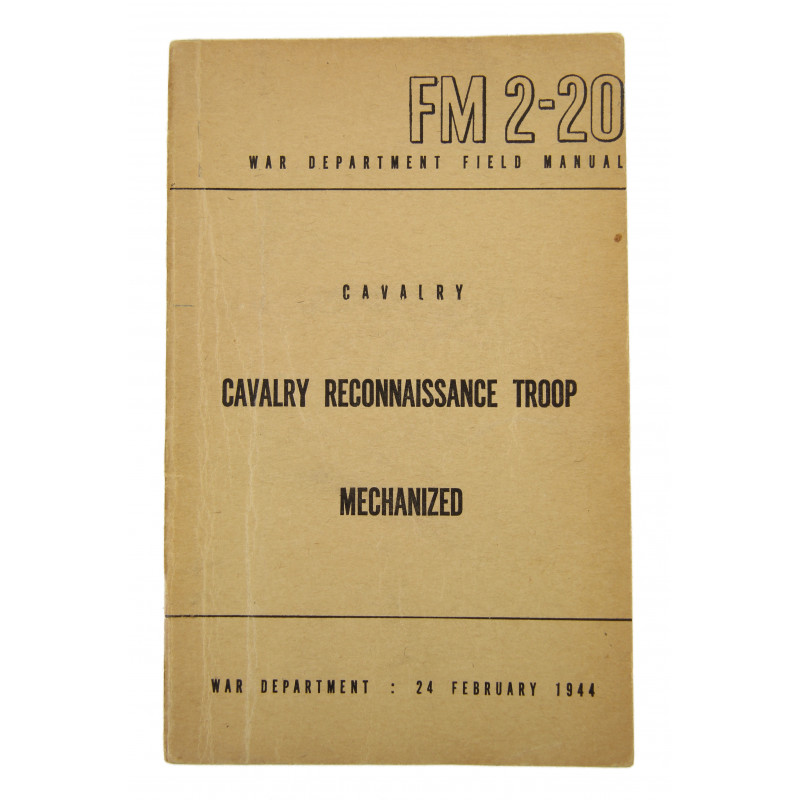 FM 2-20
WAR DEPARTMENT FIELD MANUAL
CAVALRY
CAVALRY RECONNAISSANCE TROOP
MECHANIZED
WAR DEPARTMENT : 24 FEBRUARY 1944